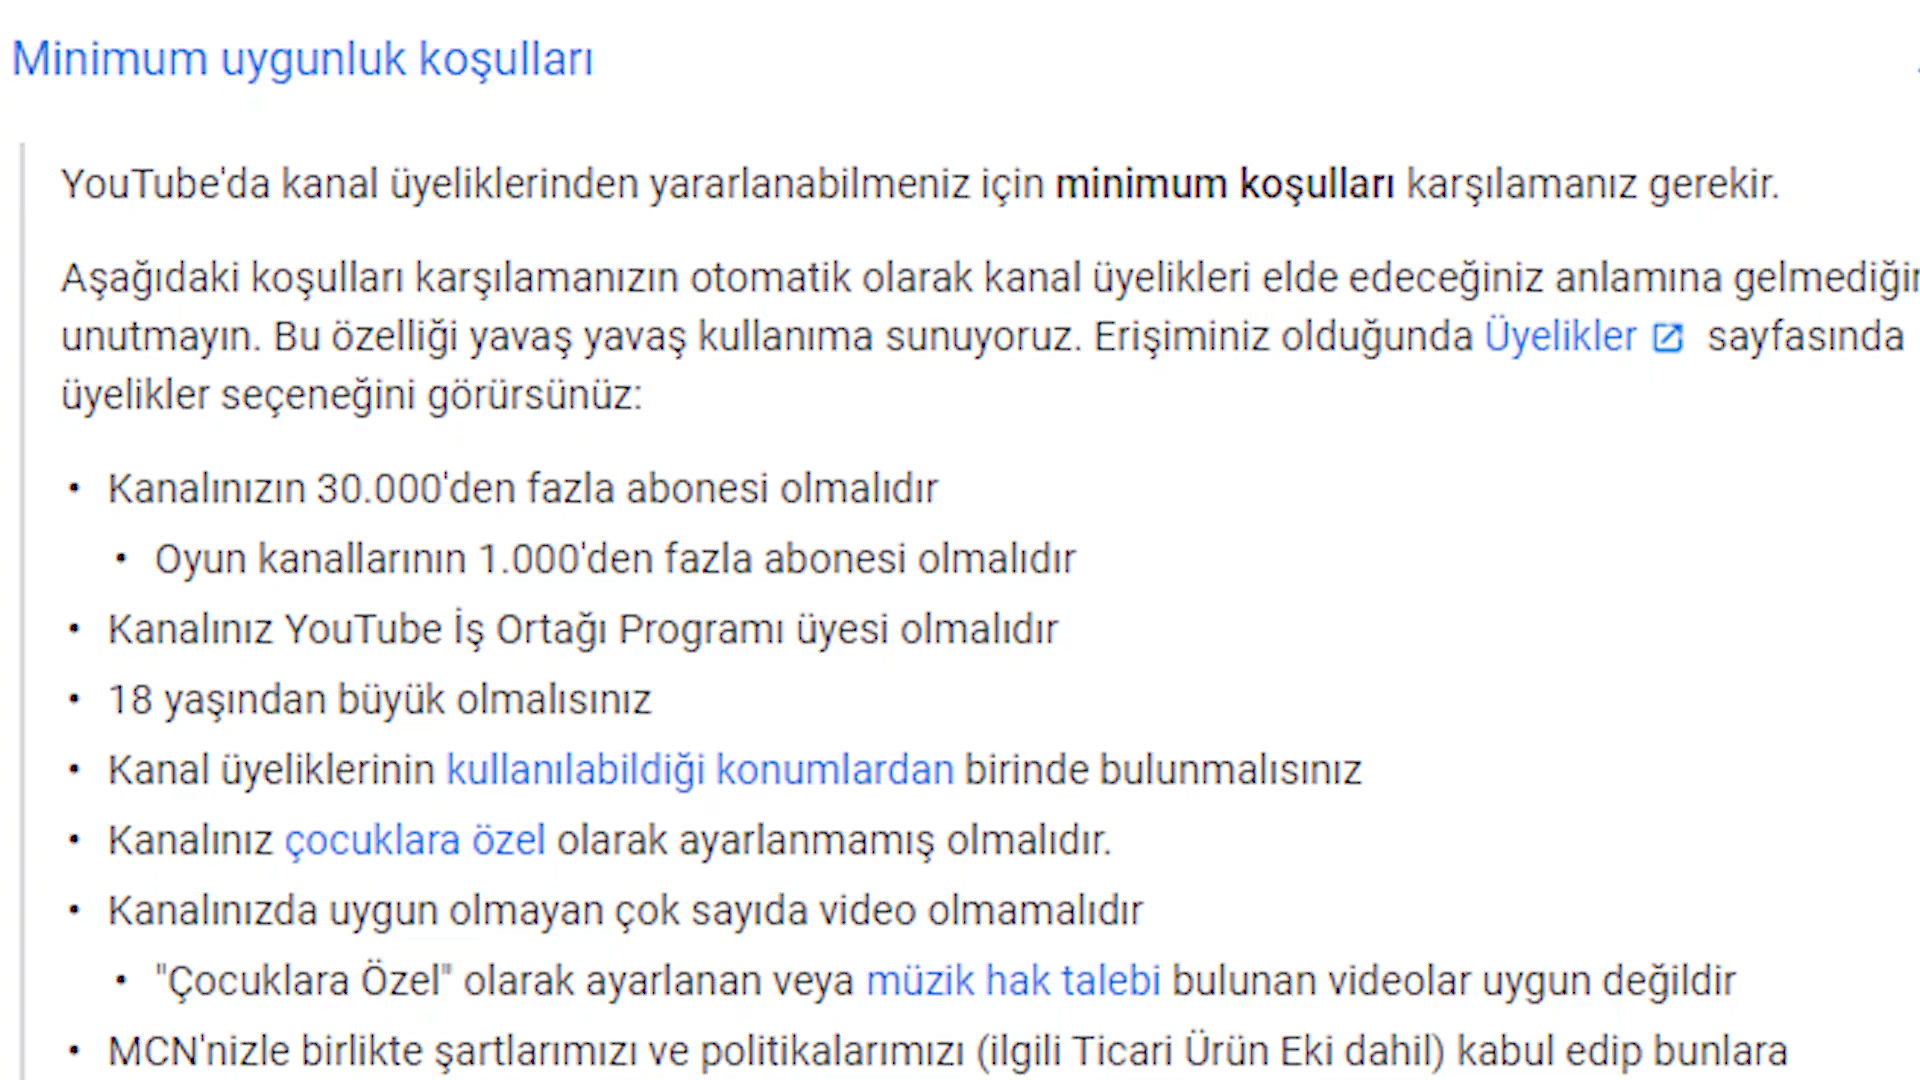 Minimum uygunluk koşulları
YouTube'da kanal üyeliklerinden yararlanabilmeniz için minimum koşulları karşılamanız gerekir.
Aşağıdaki koşulları karşılamanızın otomatik olarak kanal üyelikleri elde edeceğiniz anlamına
unutmayın. Bu özelliği yavaş yavaş kullanıma sunuyoruz. Erişiminiz olduğunda Üyelikler sayfasında
üyelikler seçeneğini görürsünüz:
• Kanalınızın 30.000'den fazla abonesi olmalıdır
• Oyun kanallarının 1.000'den fazla abonesi olmalıdır
• Kanalınız YouTube İş Ortağı Programı üyesi olmalıdır
• 18 yaşından büyük olmalısınız
• Kanal üyeliklerinin kullanılabildiği konumlardan birinde bulunmalısınız
• Kanalınız çocuklara özel olarak ayarlanmamış olmalıdır.
• Kanalınızda uygun olmayan çok sayıda video olmamalıdır
• "Çocuklara Özel" olarak ayarlanan veya müzik hak talebi bulunan videolar uygun değildir
• MCN'nizle birlikte şartlarımızı ve politikalarımızı (ilgili Ticari Ürün Eki dahil) kabul edip bunlara